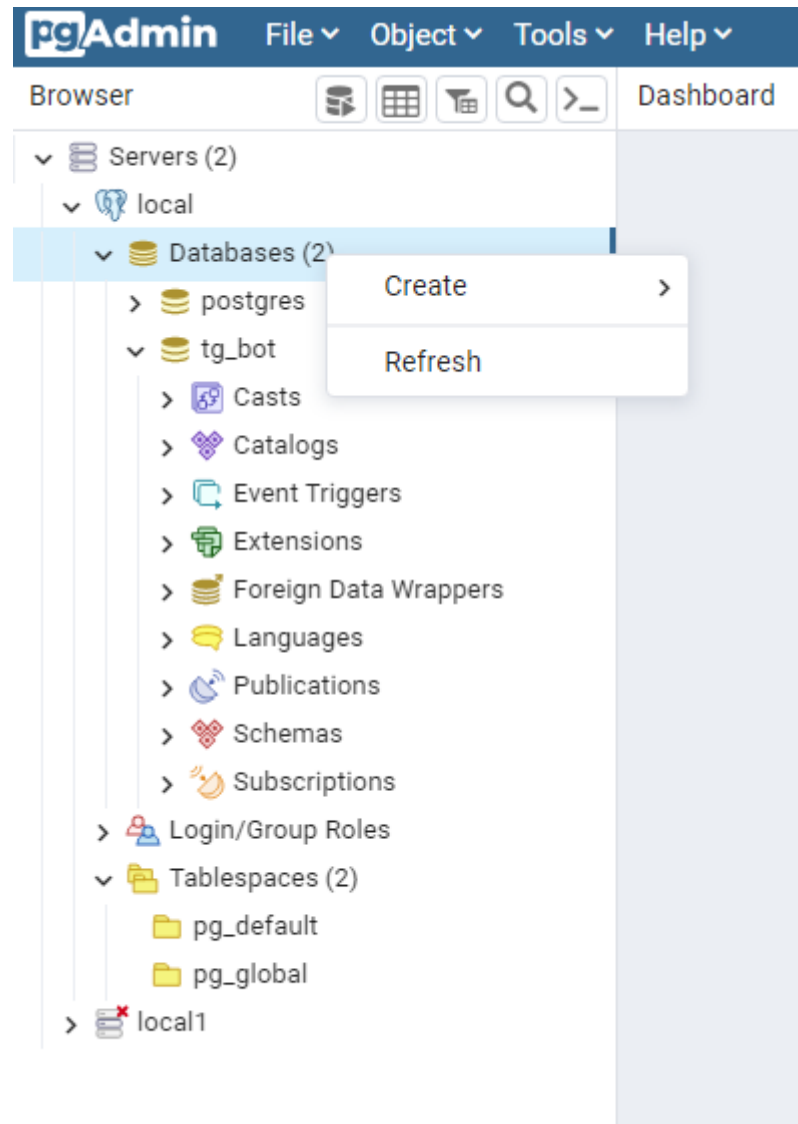 pgAdmin File Object Tools Help
Browser Dashboard
Servers (2)
local
Databases (2)
Create
postgres
tg_bot
Refresh
Casts
Catalogs
Event Triggers
Extensions
Foreign Data Wrappers
Languages
Publications
Schemas
Subscriptions
Login/Group Roles
Tablespaces (2)
pg_default
pg_global
local1